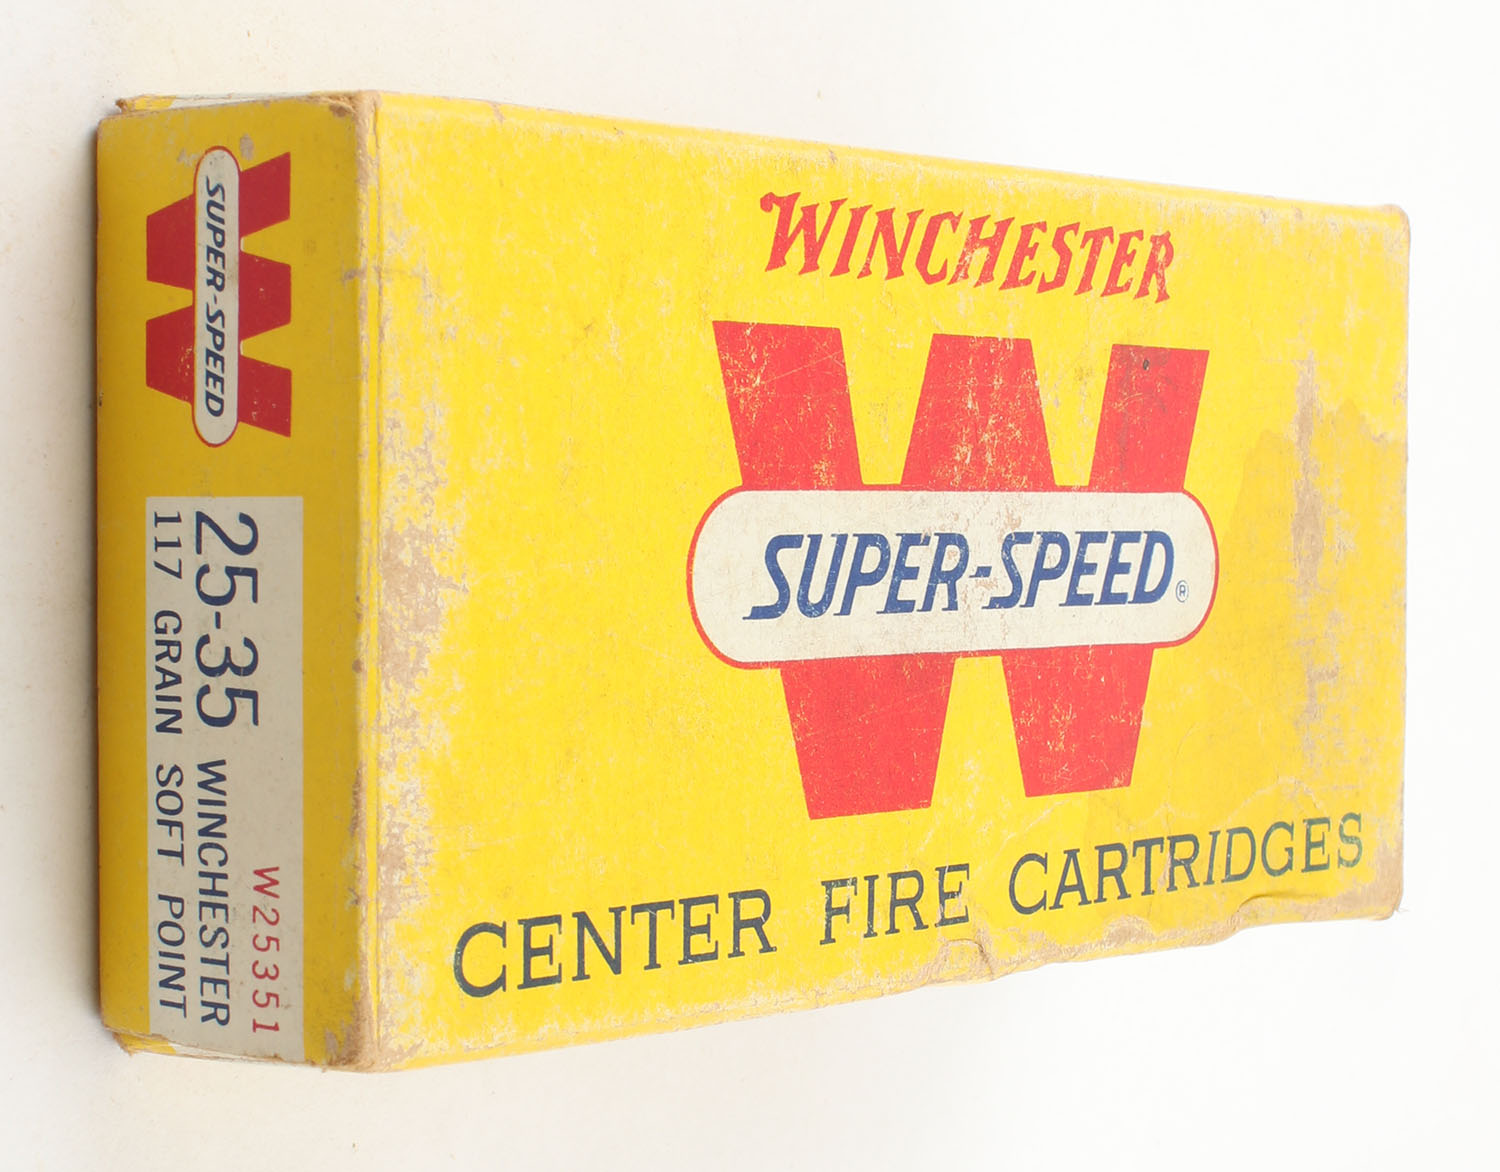 WINCHESTER
SUPER-SPEED®
CENTER FIRE CARTRIDGES
SUPER-SPEED
W25351
25-35 WINCHESTER
117 GRAIN SOFT POINT